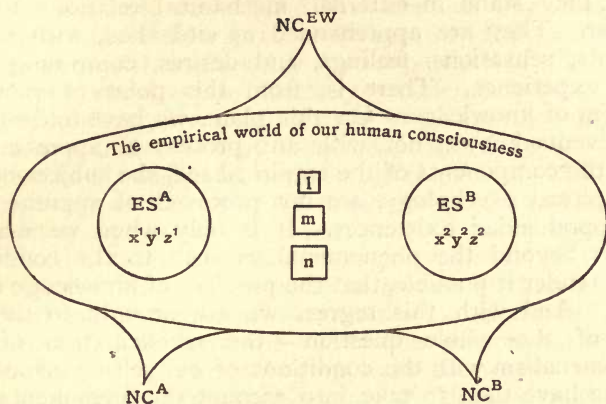 NC^EW
The empirical world of our human consciousness
ES^A
x¹y¹z¹
l
m
n
ES^B
x²y²z²
NC^A
NC^B